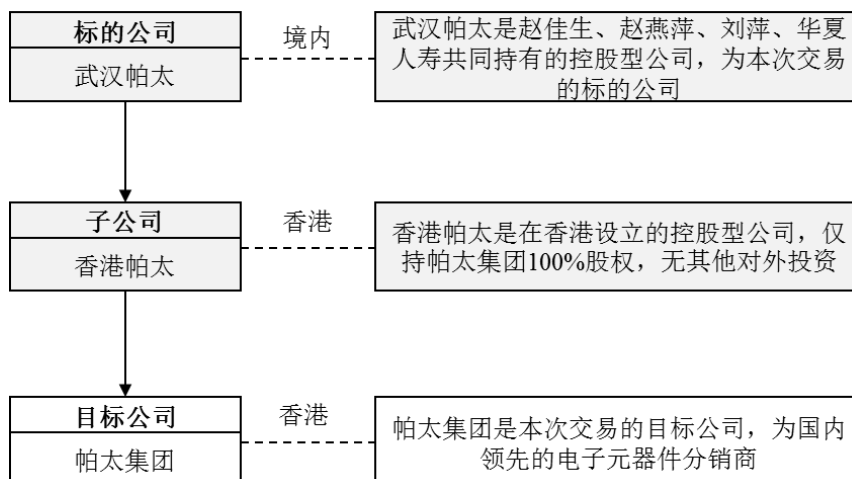 标的公司
武汉帕太
境内
武汉帕太是赵佳生、赵燕萍、刘萍、华夏
人寿共同持有的控股型公司，为本次交易
的标的公司
子公司
香港帕太
香港
香港帕太是在香港设立的控股型公司，仅
持帕太集团100%股权，无其他对外投资
目标公司
帕太集团
香港
帕太集团是本次交易的目标公司，为国内
领先的电子元器件分销商